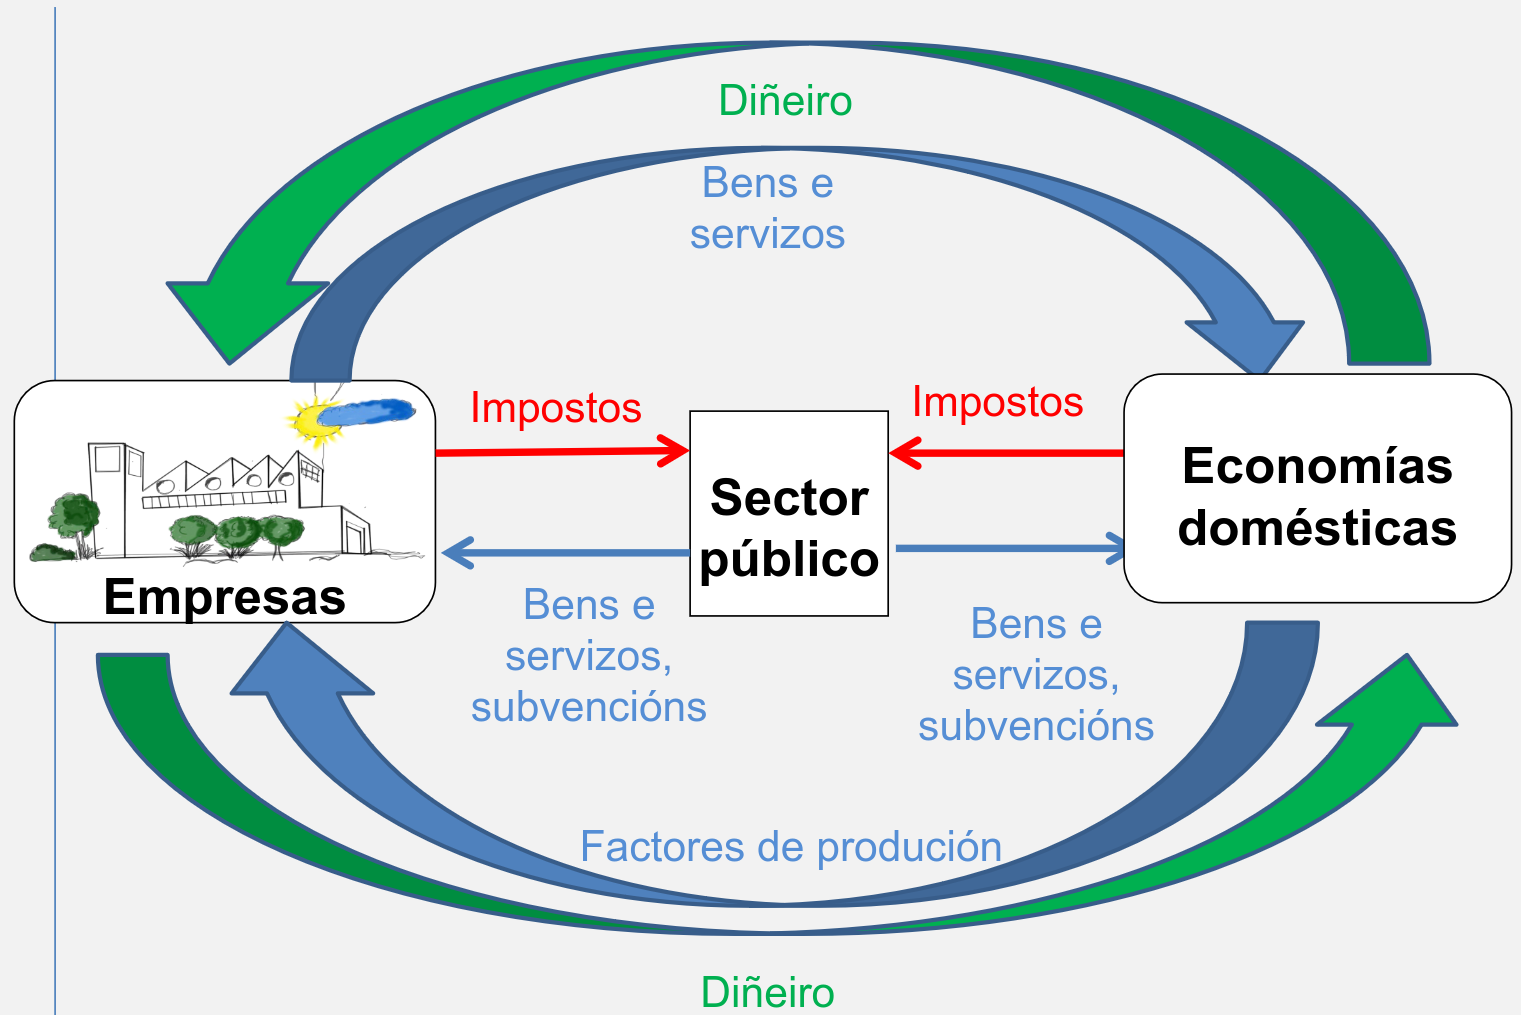 Diñeiro
Bens e
servizos
Impostos
Impostos
Economías
domésticas
Sector
público
Empresas
Bens e
servizos,
subvencións
Bens e
servizos,
subvencións
Factores de produción
Diñeiro